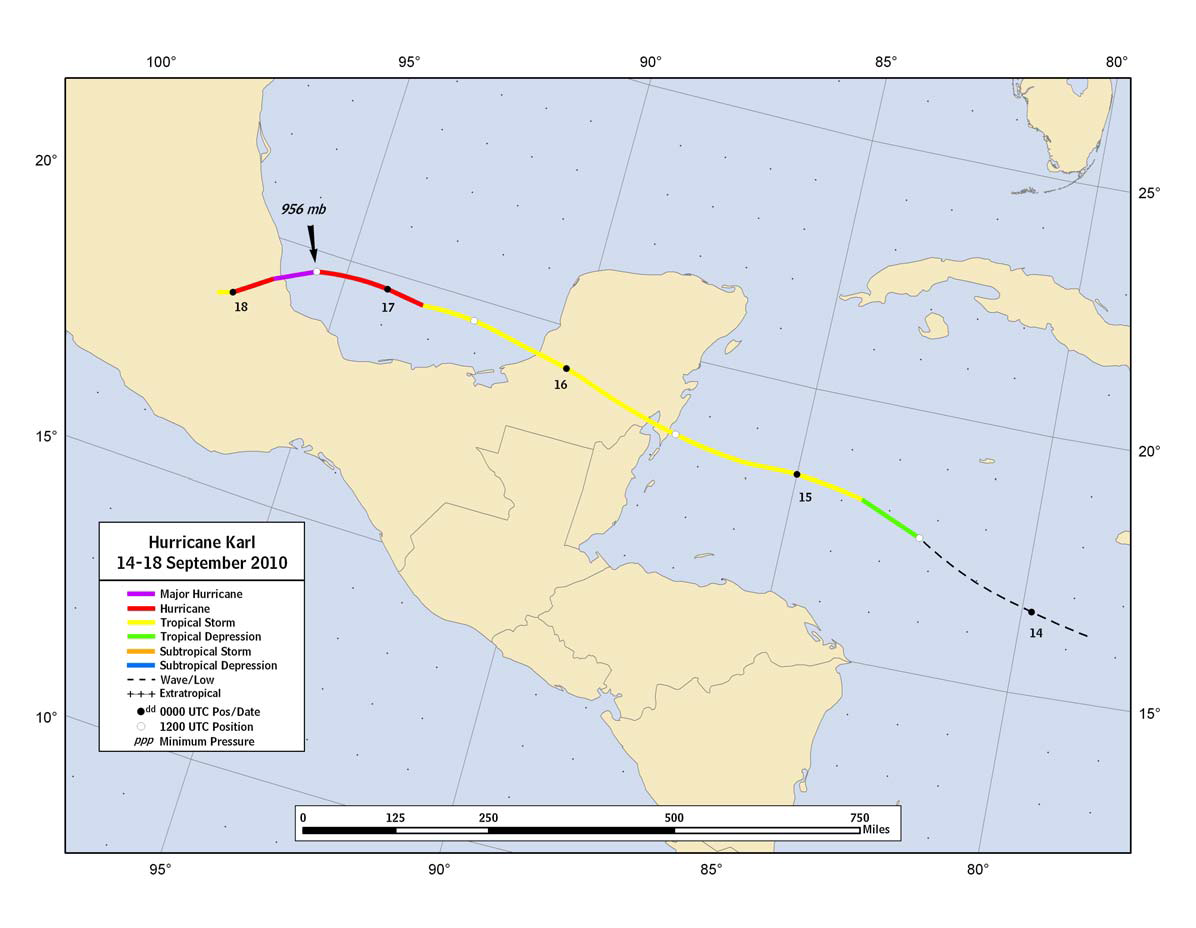 100° 95° 90° 85° 80°
20°
25°
956 mb
18
17
16
15° 20°
15
Hurricane Karl
14-18 September 2010
Major Hurricane
Hurricane
Tropical Storm
Tropical Depression
Subtropical Storm
Subtropical Depression
Wave/Low
+++ Extratropical
dd 0000 UTC Pos/Date
1200 UTC Position
ppp Minimum Pressure
14
10° 15°
0 125 250 500 750
Miles
95° 90° 85° 80°